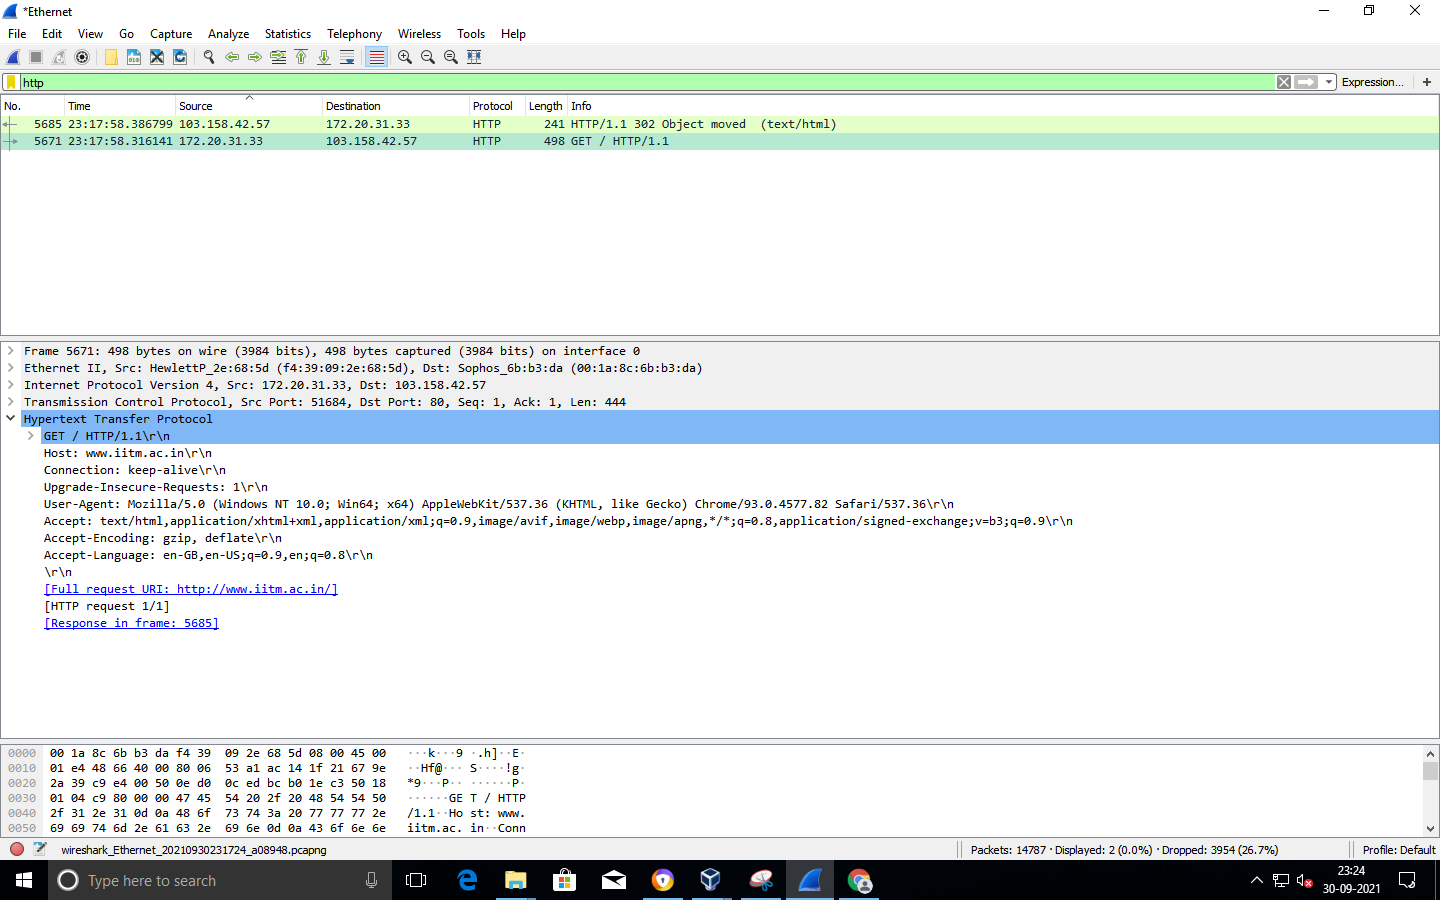 *Ethernet
File Edit View Go Capture Analyze Statistics Telephony Wireless Tools Help
http
Expression... +
No. Time Source Destination Protocol Length Info
5685 23:17:58.386799 103.158.42.57 172.20.31.33 HTTP 241 HTTP/1.1 302 Object moved (text/html)
5671 23:17:58.316141 172.20.31.33 103.158.42.57 HTTP 498 GET / HTTP/1.1
Frame 5671: 498 bytes on wire (3984 bits), 498 bytes captured (3984 bits) on interface 0
Ethernet II, Src: HewlettP_2e:68:5d (f4:39:09:2e:68:5d), Dst: Sophos_6b:b3:da (00:1a:8c:6b:b3:da)
Internet Protocol Version 4, Src: 172.20.31.33, Dst: 103.158.42.57
Transmission Control Protocol, Src Port: 51684, Dst Port: 80, Seq: 1, Ack: 1, Len: 444
Hypertext Transfer Protocol
GET / HTTP/1.1\r\n
Host: www.iitm.ac.in\r\n
Connection: keep-alive\r\n
Upgrade-Insecure-Requests: 1\r\n
User-Agent: Mozilla/5.0 (Windows NT 10.0; Win64; x64) AppleWebKit/537.36 (KHTML, like Gecko) Chrome/93.0.4577.82 Safari/537.36\r\n
Accept: text/html,application/xhtml+xml,application/xml;q=0.9,image/avif,image/webp,image/apng,*/*;q=0.8,application/signed-exchange;v=b3;q=0.9\r\n
Accept-Encoding: gzip, deflate\r\n
Accept-Language: en-GB,en-US;q=0.9,en;q=0.8\r\n
\r\n
[Full request URI: http://www.iitm.ac.in/]
[HTTP request 1/1]
[Response in frame: 5685]
0000 00 1a 8c 6b b3 da f4 39 09 2e 68 5d 08 00 45 00 ···k···9 ·.h]··E·
0010 01 e4 48 66 40 00 80 06 53 a1 ac 14 1f 21 67 9e ··Hf@··· S····!g·
0020 2a 39 c9 e4 00 50 0e d0 0c ed bc b0 1e c3 50 18 *9···P·· ······P·
0030 01 04 c9 80 00 00 47 45 54 20 2f 20 48 54 54 50 ······GE T / HTTP
0040 2f 31 2e 31 0d 0a 48 6f 73 74 3a 20 77 77 77 2e /1.1··Ho st: www.
0050 69 69 74 6d 2e 61 63 2e 69 6e 0d 0a 43 6f 6e 6e iitm.ac. in··Conn
wireshark_Ethernet_20210930231724_a08948.pcapng Packets: 14787 · Displayed: 2 (0.0%) · Dropped: 3954 (26.7%) Profile: Default
Type here to search
23:24
30-09-2021